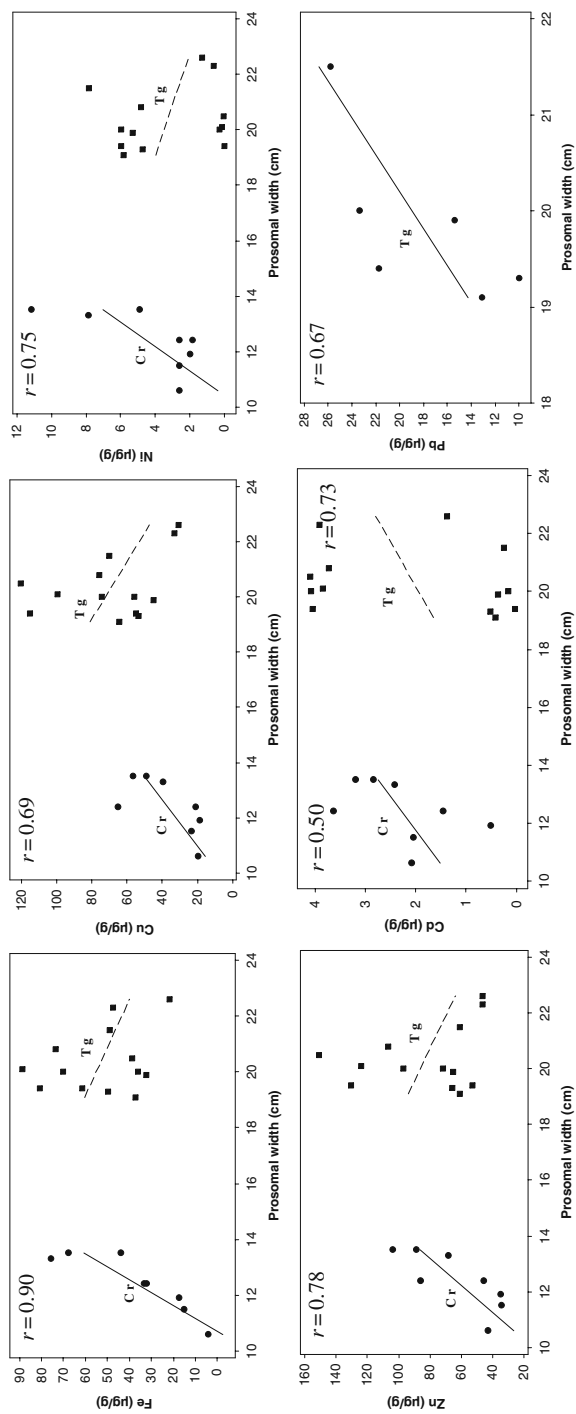 r = 0.90
Fe (µg/g)
90
80
70
60
50
40
30
20
10
0
Cr
Tg
10 12 14 16 18 20 22 24
Prosomal width (cm)
r = 0.69
Cu (µg/g)
120
100
80
60
40
20
0
Cr
Tg
10 12 14 16 18 20 22 24
Prosomal width (cm)
r = 0.75
Ni (µg/g)
12
10
8
6
4
2
0
Cr
Tg
10 12 14 16 18 20 22 24
Prosomal width (cm)
r = 0.78
Zn (µg/g)
160
140
120
100
80
60
40
20
Cr
Tg
10 12 14 16 18 20 22 24
Prosomal width (cm)
r = 0.50
r = 0.73
Cd (µg/g)
4
3
2
1
0
Cr
Tg
10 12 14 16 18 20 22 24
Prosomal width (cm)
r = 0.67
Pb (µg/g)
28
26
24
22
20
18
16
14
12
10
Tg
18 19 20 21 22
Prosomal width (cm)